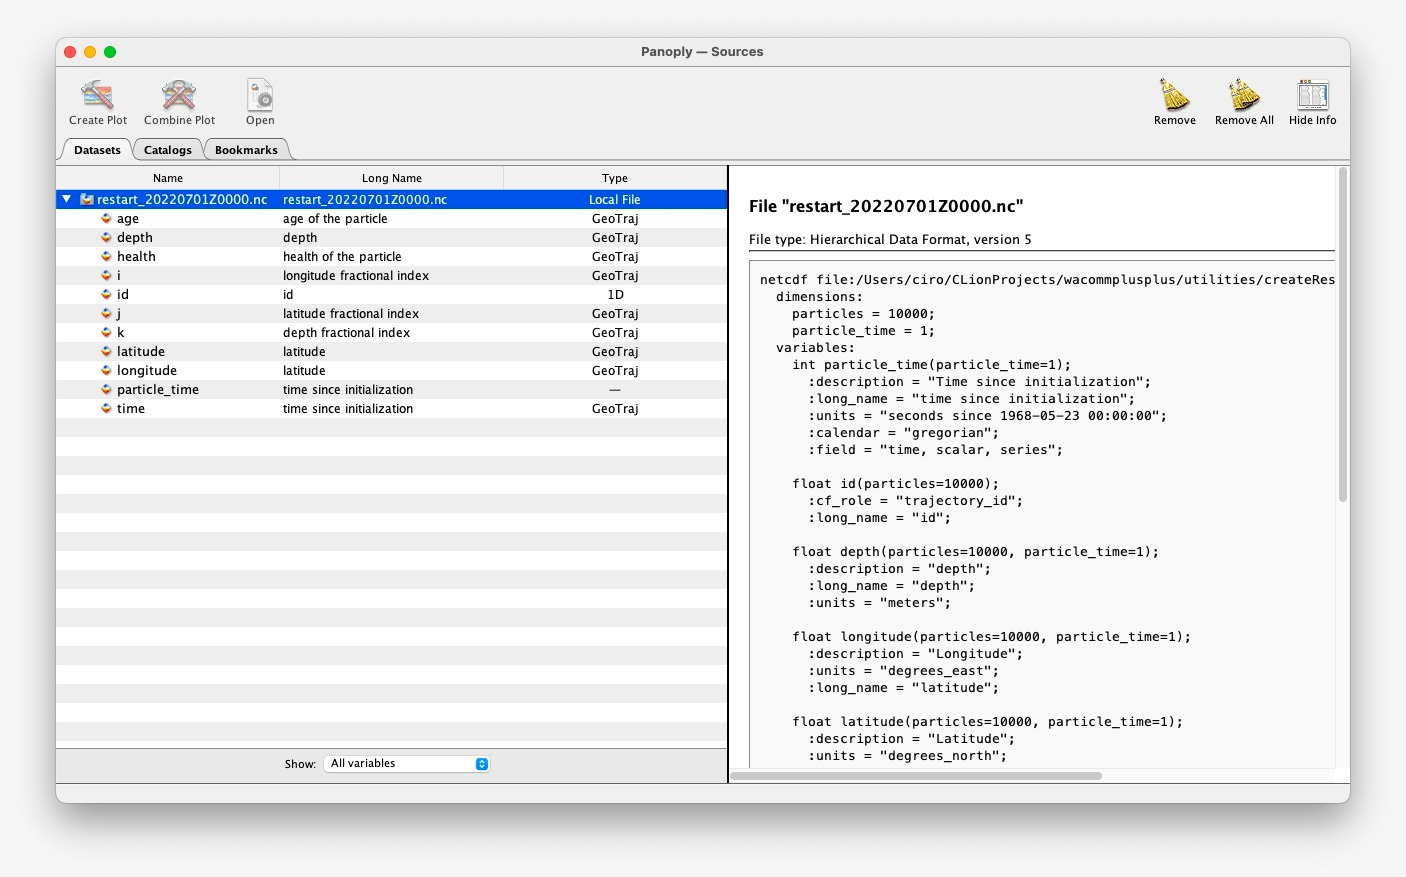 Panoply — Sources
Create Plot Combine Plot Open Remove Remove All Hide Info
Datasets Catalogs Bookmarks
Name Long Name Type
restart_20220701Z0000.nc restart_20220701Z0000.nc Local File
age age of the particle GeoTraj
depth depth GeoTraj
health health of the particle GeoTraj
i longitude fractional index GeoTraj
id id 1D
j latitude fractional index GeoTraj
k depth fractional index GeoTraj
latitude latitude GeoTraj
longitude latitude GeoTraj
particle_time time since initialization —
time time since initialization GeoTraj
Show: All variables
File "restart_20220701Z0000.nc"
File type: Hierarchical Data Format, version 5
netcdf file:/Users/ciro/CLionProjects/wacommplusplus/utilities/createRes
dimensions:
particles = 10000;
particle_time = 1;
variables:
int particle_time(particle_time=1);
:description = "Time since initialization";
:long_name = "time since initialization";
:units = "seconds since 1968-05-23 00:00:00";
:calendar = "gregorian";
:field = "time, scalar, series";
float id(particles=10000);
:cf_role = "trajectory_id";
:long_name = "id";
float depth(particles=10000, particle_time=1);
:description = "depth";
:long_name = "depth";
:units = "meters";
float longitude(particles=10000, particle_time=1);
:description = "Longitude";
:units = "degrees_east";
:long_name = "latitude";
float latitude(particles=10000, particle_time=1);
:description = "Latitude";
:units = "degrees_north";